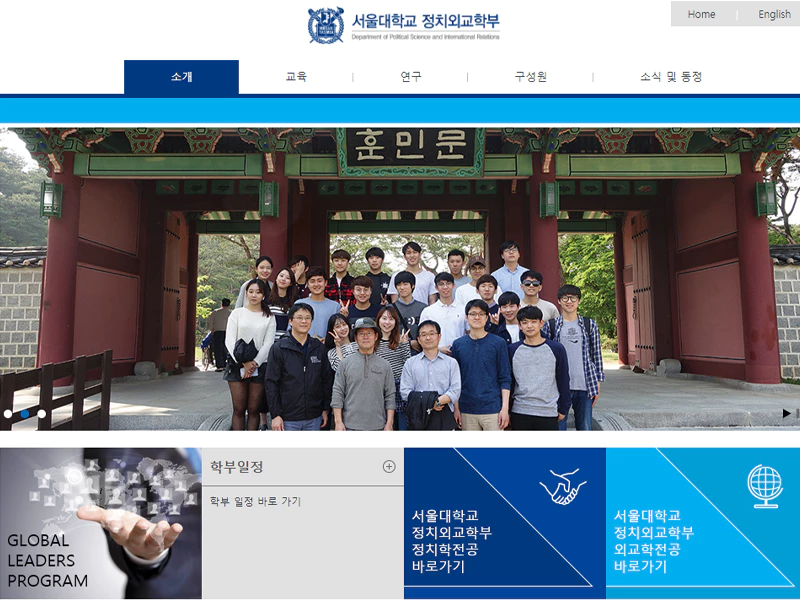 서울대학교 정치외교학부
Department of Political Science and International Relations
Home | English
소개 교육 | 연구 | 구성원 | 소식 및 동정
훈민문
GLOBAL
LEADERS
PROGRAM
학부일정
학부 일정 바로 가기
서울대학교
정치외교학부
정치학전공
바로가기
서울대학교
정치외교학부
외교학전공
바로가기